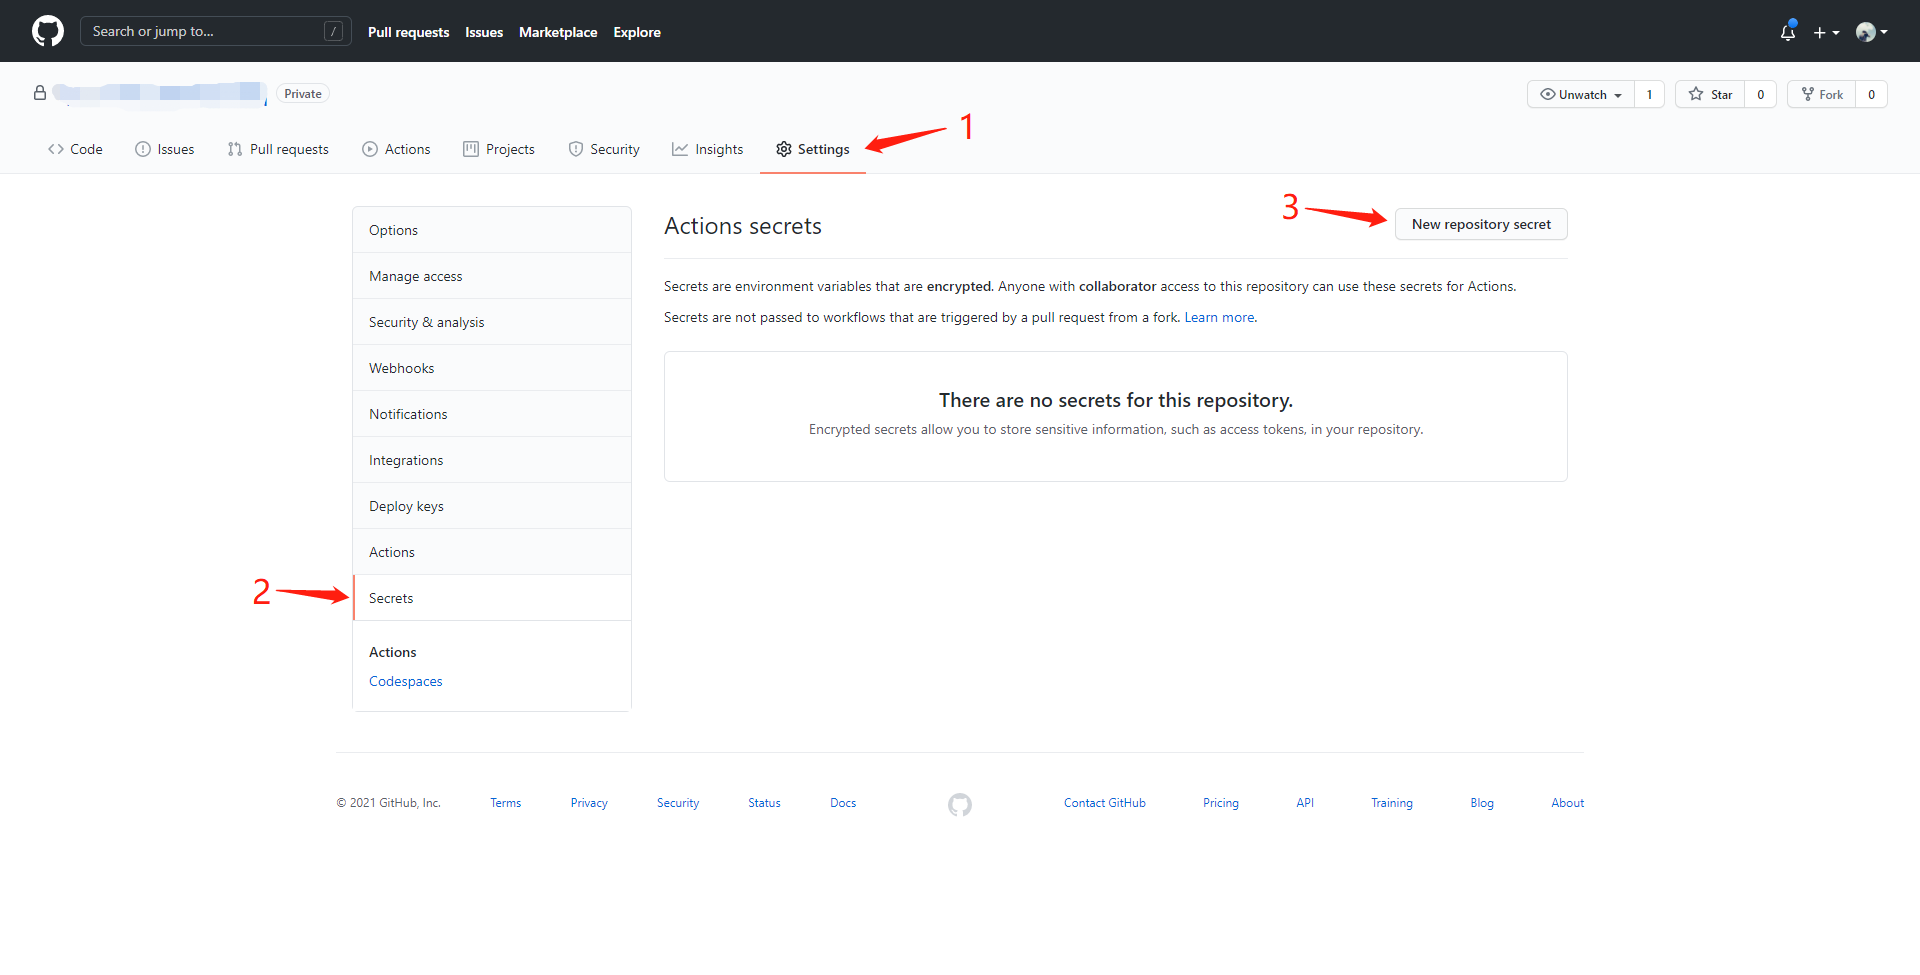 Search or jump to... /
Pull requests Issues Marketplace Explore
Private
Unwatch 1 Star 0 Fork 0
Code Issues Pull requests Actions Projects Security Insights Settings
1
3
Options
Manage access
Security & analysis
Webhooks
Notifications
Integrations
Deploy keys
Actions
2
Secrets
Actions
Codespaces
Actions secrets
New repository secret
Secrets are environment variables that are encrypted. Anyone with collaborator access to this repository can use these secrets for Actions.
Secrets are not passed to workflows that are triggered by a pull request from a fork. Learn more.
There are no secrets for this repository.
Encrypted secrets allow you to store sensitive information, such as access tokens, in your repository.
© 2021 GitHub, Inc. Terms Privacy Security Status Docs Contact GitHub Pricing API Training Blog About